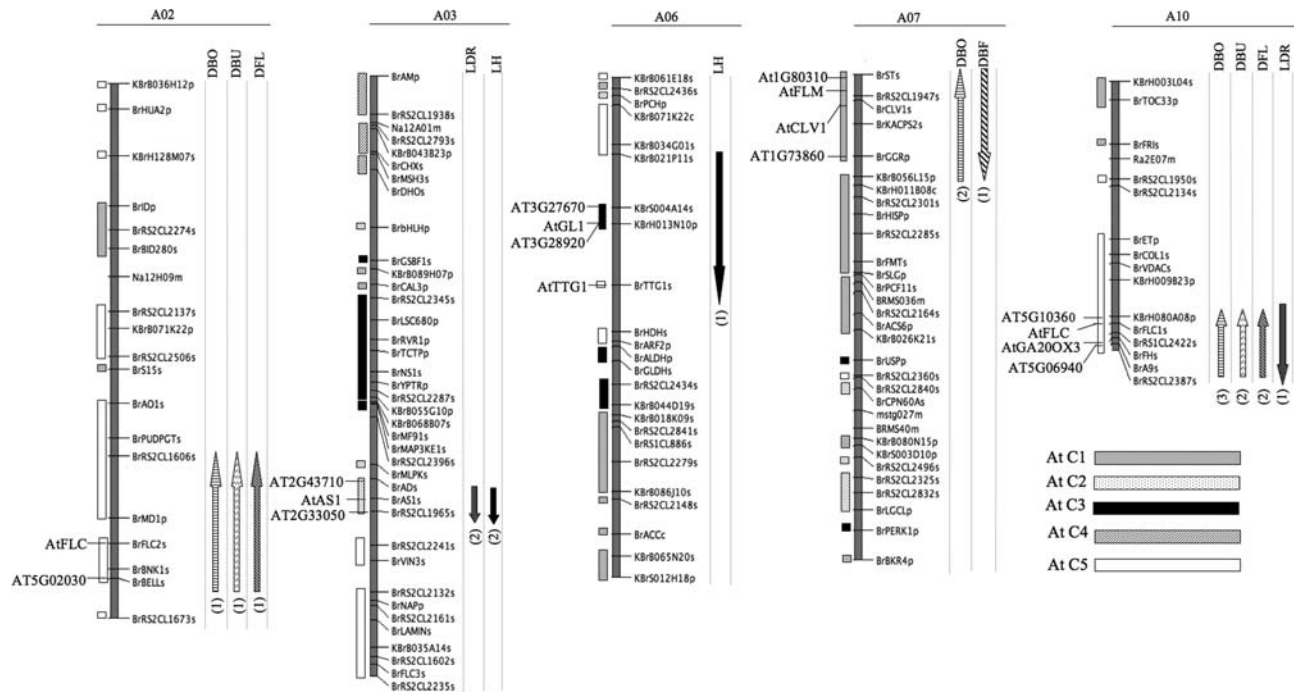 A02
DBO
DBU
DFL
KBrB036H12p
BrHUA2p
KBrH128M07s
BrIDp
BrRS2CL2274s
BrBID280s
Na12H09m
BrRS2CL2137s
KBrB071K22p
BrRS2CL2506s
BrS15s
BrAO1s
BrPUDPGTs
BrRS2CL1606s
BrMD1p
AtFLC
BrFLC2s
BrBNK1s
AT5G02030
BrBELLs
BrRS2CL1673s
(1)
(1)
(1)
A03
LDR
LH
BrAMp
BrRS2CL1938s
Na12A01m
BrRS2CL2793s
KBrB043B23p
BrCHXs
BrMSH3s
BrDHOs
BrbHLHp
BrGSBF1s
KBrB089H07p
BrCAL3p
BrRS2CL2345s
BrLSC680p
BrRVR1p
BrTCTPp
BrNS1s
BrYPTRp
BrRS2CL2287s
KBrB055G10p
KBrB068B07s
BrMF91s
BrMAP3KE1s
BrRS2CL2396s
BrMLPKs
AT2G43710
BrADs
AtAS1
BrAS1s
AT2G33050
BrRS2CL1965s
(2)
(2)
BrRS2CL2241s
BrVIN3s
BrRS2CL2132s
BrNAPp
BrRS2CL2161s
BrLAMINs
KBrB035A14s
BrRS2CL1602s
BrFLC3s
BrRS2CL2235s
A06
LH
KBrB061E18s
BrRS2CL2436s
BrPCHp
KBrB071K22c
KBrB034G01s
KBrB021P11s
AT3G27670
KBrS004A14s
AtGL1
KBrH013N10p
AT3G28920
AtTTG1
BrTTG1s
(1)
BrHDHs
BrARF2p
BrALDHp
BrGLDHs
BrRS2CL2434s
KBrB044D19s
KBrB018K09s
BrRS2CL2841s
BrRS1CL886s
BrRS2CL2279s
KBrB086J10s
BrRS2CL2148s
BrACCc
KBrB065N20s
KBrS012H18p
A07
DBO
DBF
AT1G80310
BrSTs
AtFLM
BrRS2CL1947s
BrCLV1s
AtCLV1
BrKACPS2s
AT1G73860
BrGGRp
KBrB056L15p
KBrH011B08c
BrRS2CL2301s
BrHISPp
BrRS2CL2285s
BrFMTs
BrSLGp
BrPCF11s
BRMS036m
BrRS2CL2164s
BrACS6p
KBrB026K21s
BrUSPp
BrRS2CL2360s
BrRS2CL2840s
BrCPN60As
mstg027m
BRMS40m
KBrB080N15p
KBrS003D10p
BrRS2CL2496s
BrRS2CL2325s
BrRS2CL2832s
BrLGCLp
BrPERK1p
BrBKR4p
(2)
(1)
A10
DBO
DBU
DFL
LDR
KBrH003L04s
BrTOC33p
BrFRIs
Ra2E07m
BrRS2CL1950s
BrRS2CL2134s
BrETp
BrCOL1s
BrVDACs
KBrH009B23p
AT5G10360
KBrH080A08p
AtFLC
BrFLC1s
AtGA20OX3
BrRS1CL2422s
BrFHs
AT5G06940
BrA9s
BrRS2CL2387s
(3)
(2)
(2)
(1)
At C1
At C2
At C3
At C4
At C5